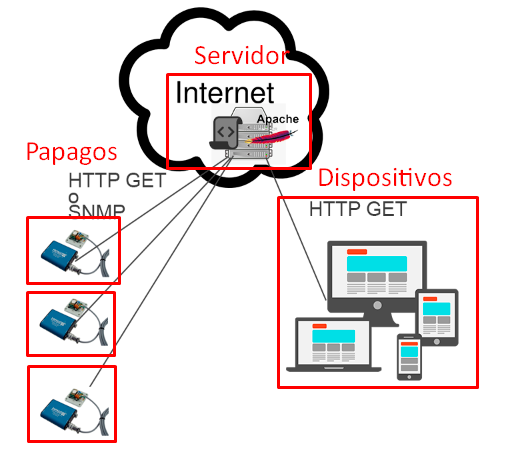 Servidor
Internet
Apache
Papagos
HTTP GET
o
SNMP
Dispositivos
HTTP GET